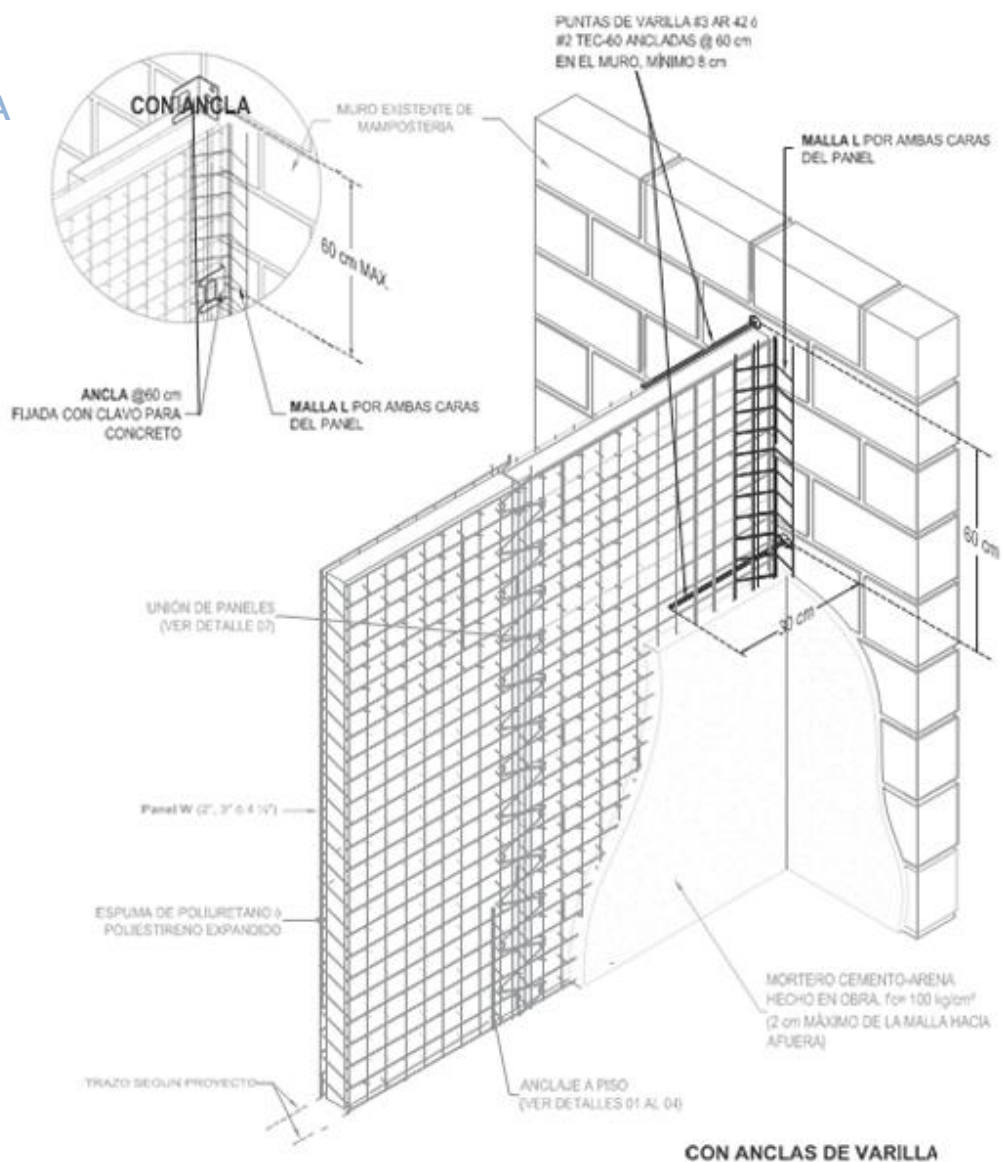 PUNTAS DE VARILLA #3 AR 42 ó
#2 TEC-60 ANCLADAS @ 60 cm
EN EL MURO, MÍNIMO 8 cm
A
CON ANCLA
MURO EXISTENTE DE
MAMPOSTERIA
MALLA L POR AMBAS CARAS
DEL PANEL
60 cm MAX.
ANCLA @60 cm
FIJADA CON CLAVO PARA
CONCRETO
MALLA L POR AMBAS CARAS
DEL PANEL
60 cm
30 cm
UNIÓN DE PANELES
(VER DETALLE 07)
Panel W (2", 3" ó 4 ½")
ESPUMA DE POLIURETANO ó
POLIESTIRENO EXPANDIDO
MORTERO CEMENTO-ARENA
HECHO EN OBRA. f'c= 100 kg/cm²
(2 cm MÁXIMO DE LA MALLA HACIA
AFUERA)
TRAZO SEGUN PROYECTO
ANCLAJE A PISO
(VER DETALLES 01 AL 04)
CON ANCLAS DE VARILLA